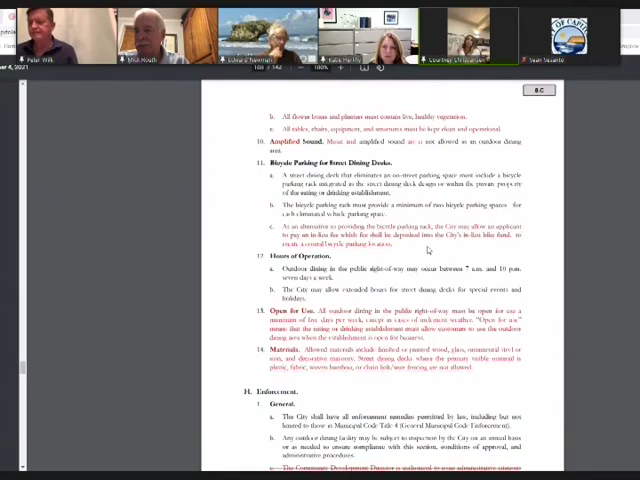 Peter Wilk
Mick Routh
Edward Newman
Katie Herlihy
Courtney Christiansen
Sean Sesanto
8.C
b. All flower boxes and planters must contain live, healthy vegetation.
c. All tables, chairs, equipment, and structures must be kept clean and operational.
10. Amplified Sound. Music and amplified sound are is not allowed in an outdoor dining
area.
11. Bicycle Parking for Street Dining Decks.
a. A street dining deck that eliminates an on-street parking space must include a bicycle
parking rack integrated in the street dining deck design or within the private property
of the eating or drinking establishment.
b. The bicycle parking rack must provide a minimum of two bicycle parking spaces for
each eliminated vehicle parking space.
c. As an alternative to providing the bicycle parking rack, the City may allow an applicant
to pay an in-lieu fee which fee shall be deposited into the City's in-lieu bike fund, to
create a central bicycle parking location.
12. Hours of Operation.
a. Outdoor dining in the public right-of-way may occur between 7 a.m. and 10 p.m.
seven days a week.
b. The City may allow extended hours for street dining decks for special events and
holidays.
13. Open for Use. All outdoor dining in the public right-of-way must be open for use a
minimum of five days per week, except in cases of inclement weather. "Open for use"
means that the eating or drinking establishment must allow customers to use the outdoor
dining area when the establishment is open for business.
14. Materials. Allowed materials include finished or painted wood, glass, ornamental steel or
iron, and decorative masonry. Street dining decks where the primary visible material is
plastic, fabric, woven bamboo, or chain link/wire fencing are not allowed.
H. Enforcement.
1. General.
a. The City shall have all enforcement remedies permitted by law, including but not
limited to those in Municipal Code Title 4 (General Municipal Code Enforcement).
b. Any outdoor dining facility may be subject to inspection by the City on an annual basis
or as needed to ensure compliance with this section, conditions of approval, and
administrative procedures.